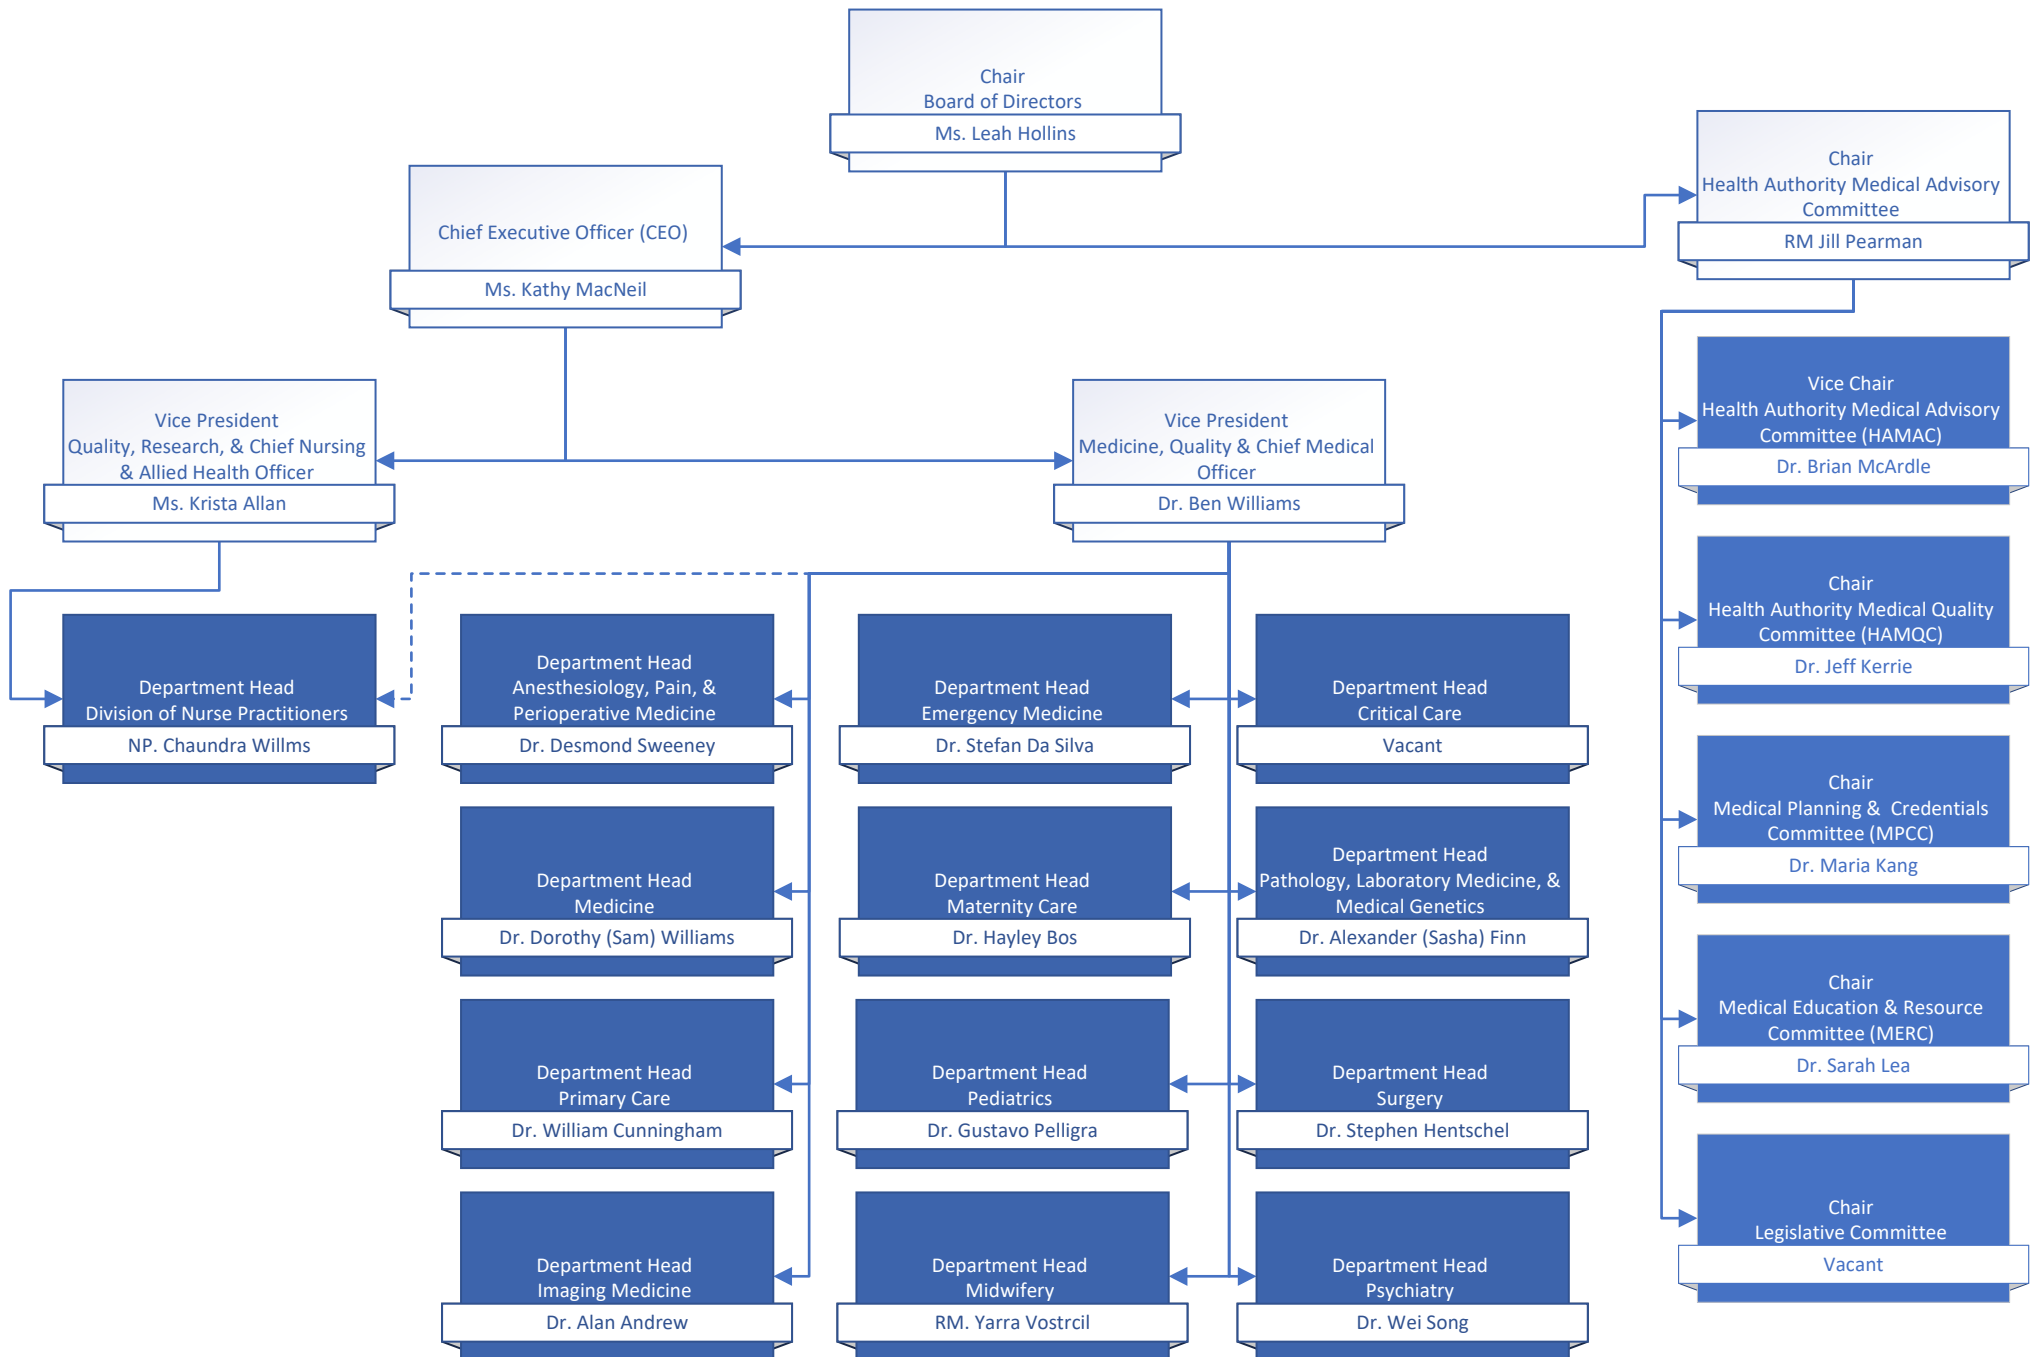 Chair
Board of Directors
Ms. Leah Hollins
Chair
Health Authority Medical Advisory
Committee
RM Jill Pearman
Chief Executive Officer (CEO)
Ms. Kathy MacNeil
Vice President
Quality, Research, & Chief Nursing
& Allied Health Officer
Ms. Krista Allan
Vice President
Medicine, Quality & Chief Medical
Officer
Dr. Ben Williams
Vice Chair
Health Authority Medical Advisory
Committee (HAMAC)
Dr. Brian McArdle
Chair
Health Authority Medical Quality
Committee (HAMQC)
Dr. Jeff Kerrie
Chair
Medical Planning &  Credentials
Committee (MPCC)
Dr. Maria Kang
Chair
Medical Education & Resource
Committee (MERC)
Dr. Sarah Lea
Chair
Legislative Committee
Vacant
Department Head
Division of Nurse Practitioners
NP. Chaundra Willms
Department Head
Anesthesiology, Pain, &
Perioperative Medicine
Dr. Desmond Sweeney
Department Head
Emergency Medicine
Dr. Stefan Da Silva
Department Head
Critical Care
Vacant
Department Head
Medicine
Dr. Dorothy (Sam) Williams
Department Head
Maternity Care
Dr. Hayley Bos
Department Head
Pathology, Laboratory Medicine, &
Medical Genetics
Dr. Alexander (Sasha) Finn
Department Head
Primary Care
Dr. William Cunningham
Department Head
Pediatrics
Dr. Gustavo Pelligra
Department Head
Surgery
Dr. Stephen Hentschel
Department Head
Imaging Medicine
Dr. Alan Andrew
Department Head
Midwifery
RM. Yarra Vostrcil
Department Head
Psychiatry
Dr. Wei Song